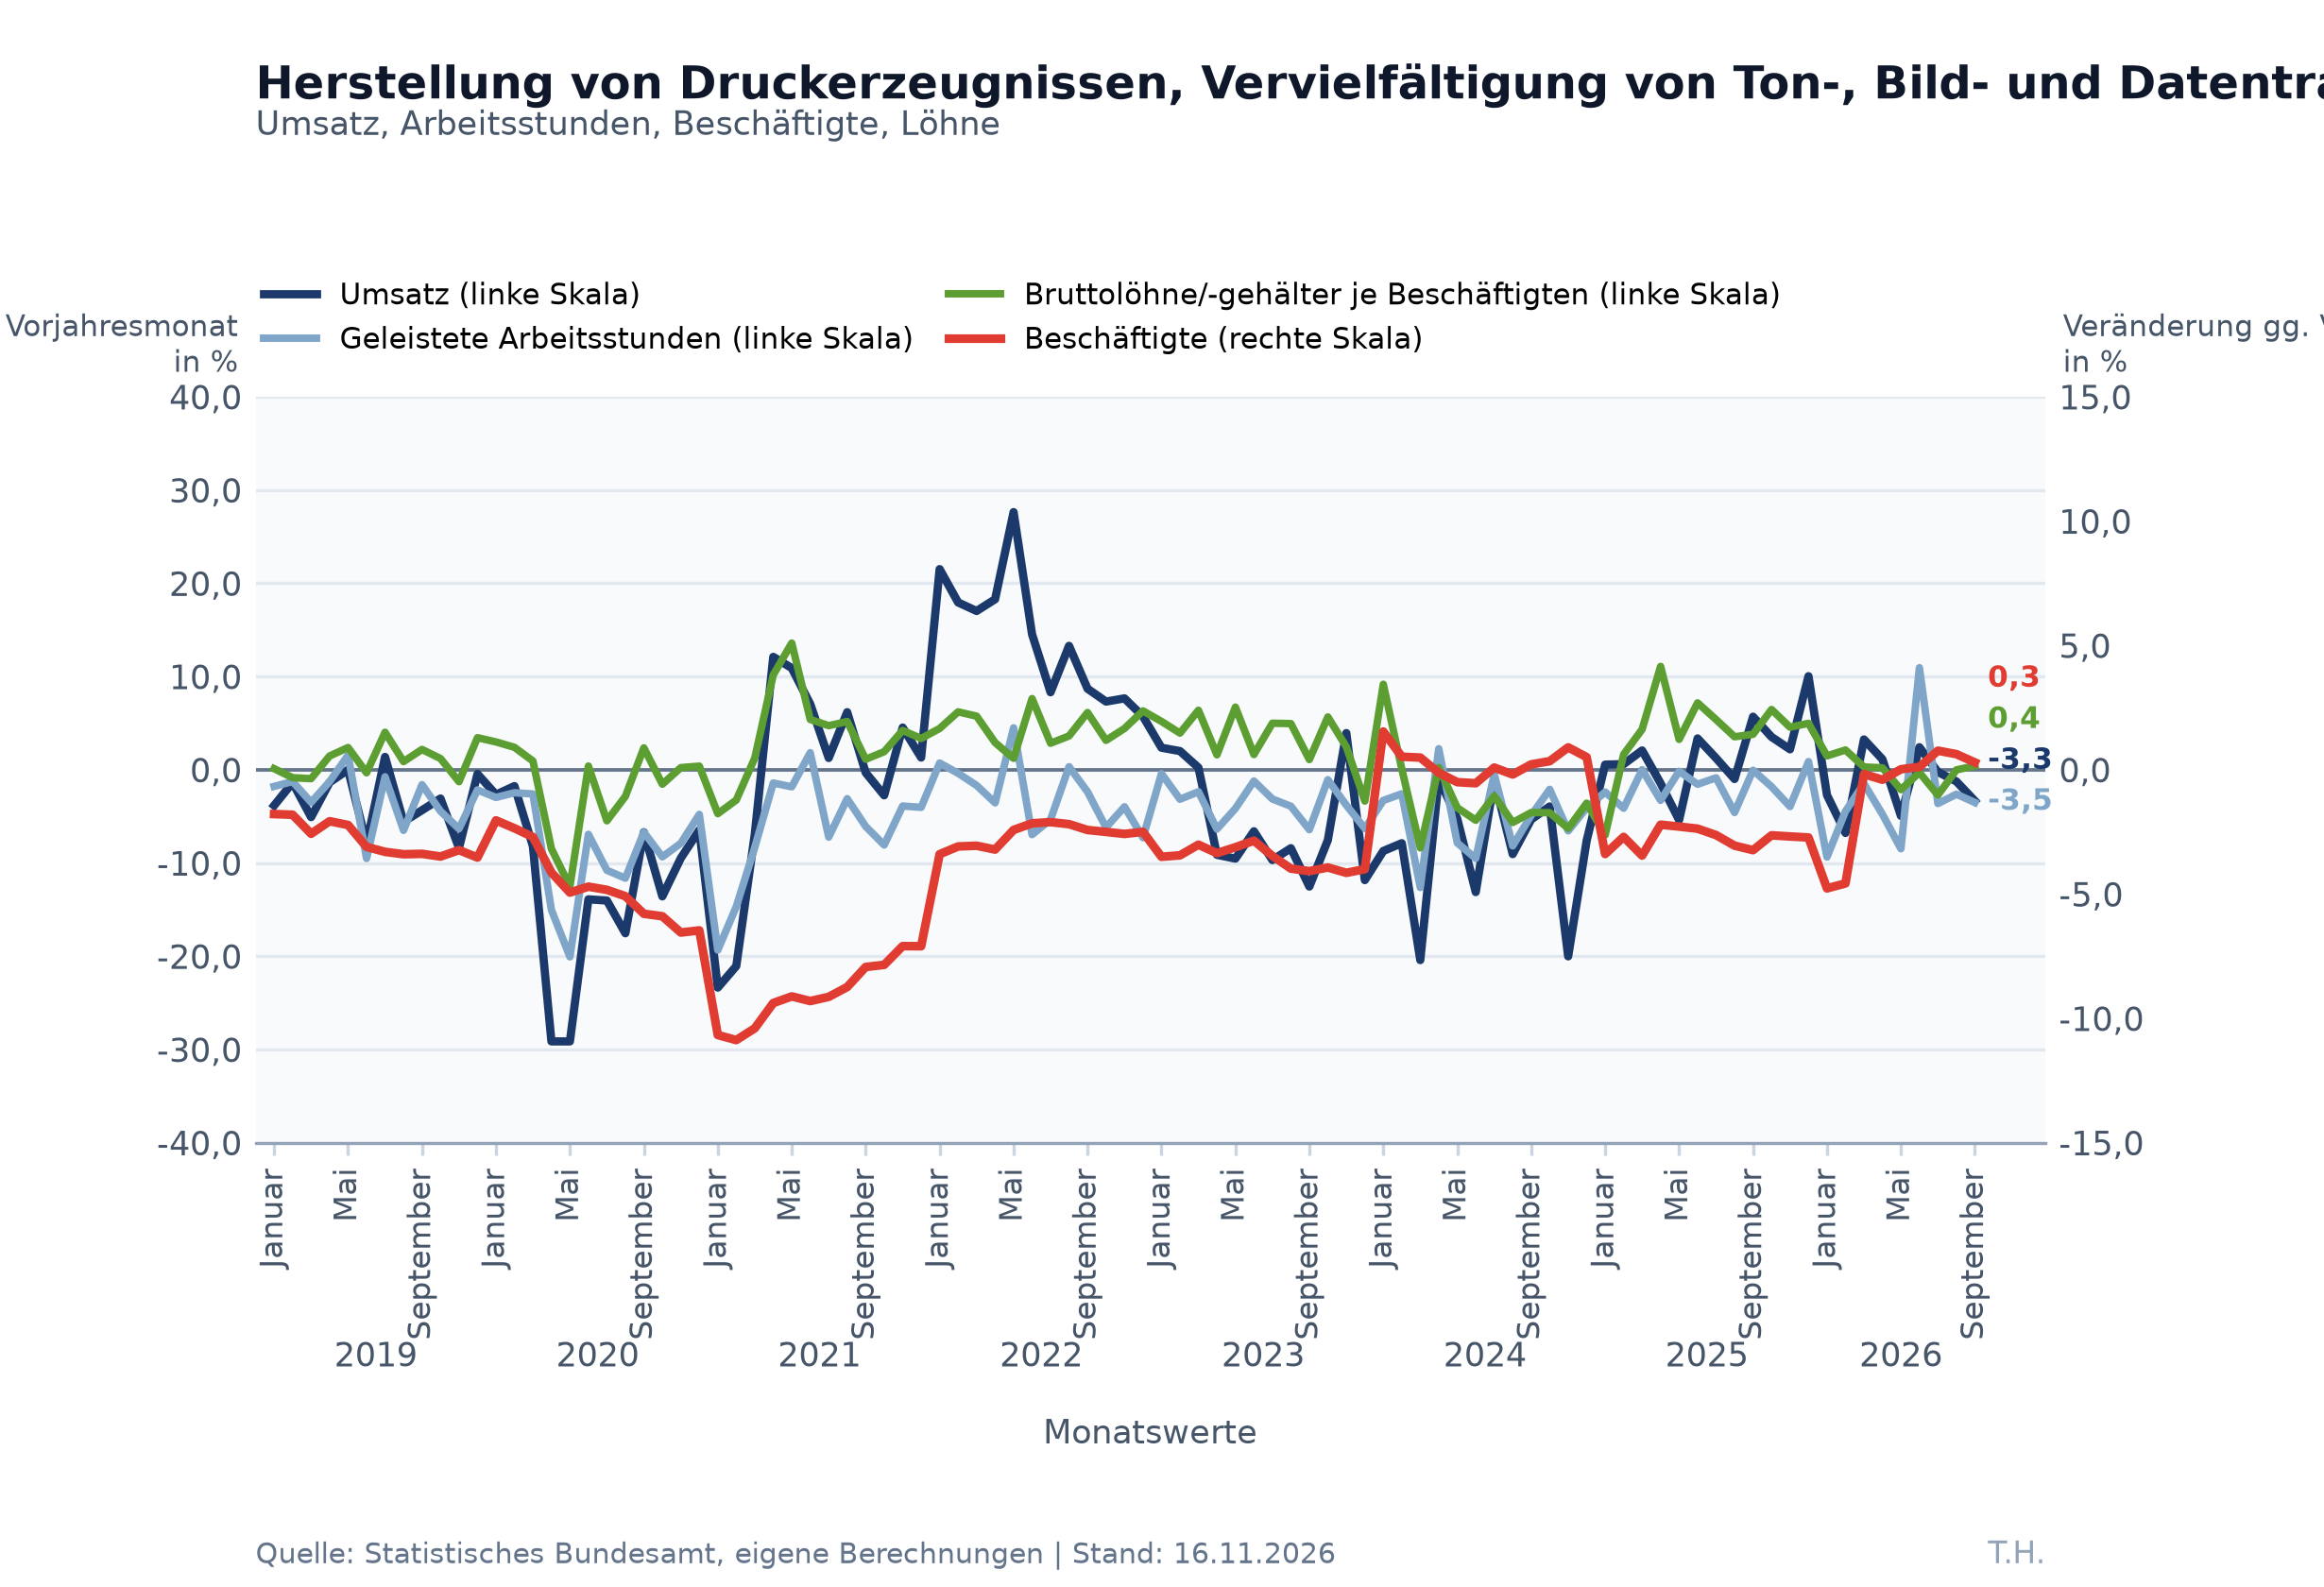 Herstellung von Druckerzeugnissen, Vervielfältigung von Ton-, Bild- und
Umsatz, Arbeitsstunden, Beschäftigte, Löhne
Umsatz (linke Skala)
Geleistete Arbeitsstunden (linke Skala)
Bruttolöhne/-gehälter je Beschäftigten (linke Skala)
Beschäftigte (rechte Skala)
Vorjahresmonat
in %
Veränderung gg.
in %
40,0
30,0
20,0
10,0
0,0
-10,0
-20,0
-30,0
-40,0
15,0
10,0
5,0
0,0
-5,0
-10,0
-15,0
0,3
0,4
-3,3
-3,5
Januar
Mai
September
Januar
Mai
September
Januar
Mai
September
Januar
Mai
September
Januar
Mai
September
Januar
Mai
September
Januar
Mai
September
Januar
Mai
September
2019
2020
2021
2022
2023
2024
2025
2026
Monatswerte
Quelle: Statistisches Bundesamt, eigene Berechnungen | Stand: 16.11.2026
T.H.